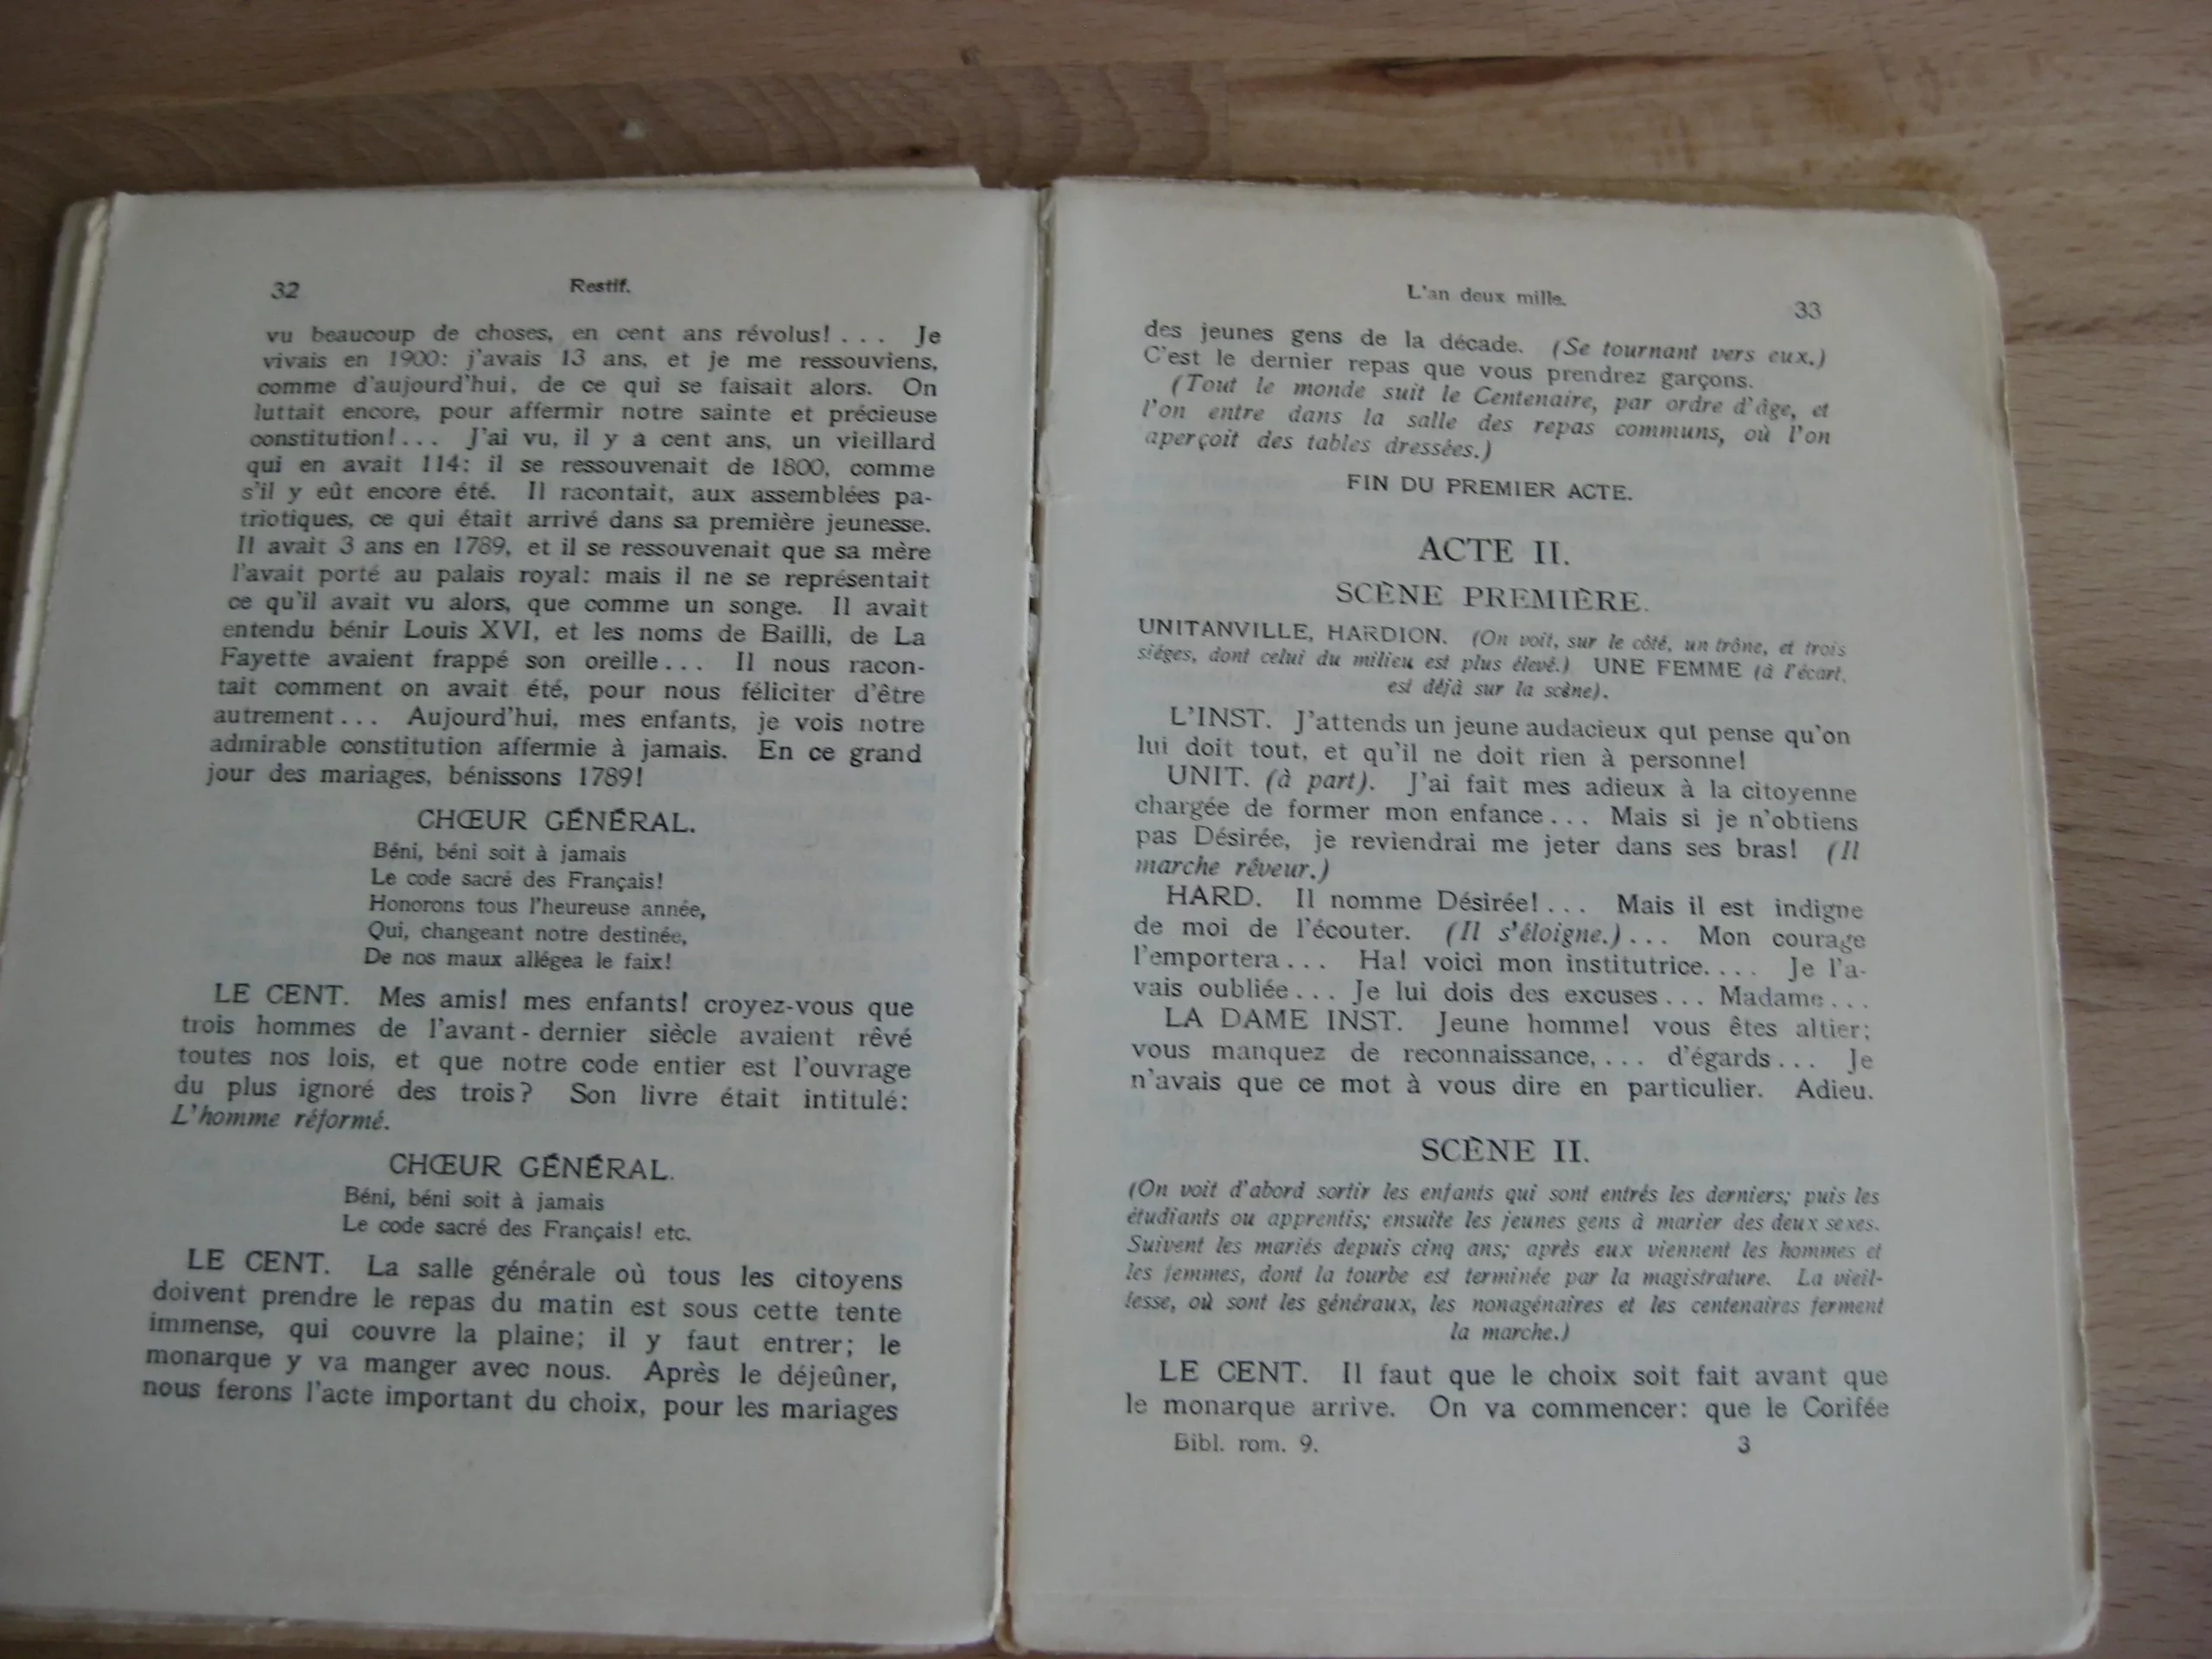 32
Restif.
vu beaucoup de choses, en cent ans révolus!... Je
vivais en 1900: j'avais 13 ans, et je me ressouviens,
comme d'aujourd'hui, de ce qui se faisait alors. On
luttait encore, pour affermir notre sainte et précieuse
constitution!... J'ai vu, il y a cent ans, un vieillard
qui en avait 114: il se ressouvenait de 1800, comme
s'il y eût encore été. Il racontait, aux assemblées pa-
triotiques, ce qui était arrivé dans sa première jeunesse.
Il avait 3 ans en 1789, et il se ressouvenait que sa mère
l'avait porté au palais royal: mais il ne se représentait
ce qu'il avait vu alors, que comme un songe. Il avait
entendu bénir Louis XVI, et les noms de Bailli, de La
Fayette avaient frappé son oreille... Il nous racon-
tait comment on avait été, pour nous féliciter d'être
autrement... Aujourd'hui, mes enfants, je vois notre
admirable constitution affermie à jamais. En ce grand
jour des mariages, bénissons 1789!
CHŒUR GÉNÉRAL.
Béni, béni soit à jamais
Le code sacré des Français!
Honorons tous l'heureuse année,
Qui, changeant notre destinée,
De nos maux allégea le faix!
LE CENT. Mes amis! mes enfants! croyez-vous que
trois hommes de l'avant-dernier siècle avaient rêvé
toutes nos lois, et que notre code entier est l'ouvrage
du plus ignoré des trois? Son livre était intitulé:
L'homme réformé.
CHŒUR GÉNÉRAL.
Béni, béni soit à jamais
Le code sacré des Français! etc.
LE CENT. La salle générale où tous les citoyens
doivent prendre le repas du matin est sous cette tente
immense, qui couvre la plaine; il y faut entrer; le
monarque y va manger avec nous. Après le déjeûner,
nous ferons l'acte important du choix, pour les mariages
L'an deux mille.
33
des jeunes gens de la décade. (Se tournant vers eux.)
C'est le dernier repas que vous prendrez garçons.
(Tout le monde suit le Centenaire, par ordre d'âge, et
l'on entre dans la salle des repas communs, où l'on
aperçoit des tables dressées.)
FIN DU PREMIER ACTE.
ACTE II.
SCÈNE PREMIÈRE.
UNITANVILLE, HARDION. (On voit, sur le côté, un trône, et trois
siéges, dont celui du milieu est plus élevé.) UNE FEMME (à l'écart,
est déjà sur la scène).
L'INST. J'attends un jeune audacieux qui pense qu'on
lui doit tout, et qu'il ne doit rien à personne!
UNIT. (à part). J'ai fait mes adieux à la citoyenne
chargée de former mon enfance... Mais si je n'obtiens
pas Désirée, je reviendrai me jeter dans ses bras! (Il
marche rêveur.)
HARD. Il nomme Désirée!... Mais il est indigne
de moi de l'écouter. (Il s'éloigne.)... Mon courage
l'emportera... Ha! voici mon institutrice.... Je l'a-
vais oubliée... Je lui dois des excuses... Madame...
LA DAME INST. Jeune homme! vous êtes altier;
vous manquez de reconnaissance,... d'égards... Je
n'avais que ce mot à vous dire en particulier. Adieu.
SCÈNE II.
(On voit d'abord sortir les enfants qui sont entrés les derniers; puis les
étudiants ou apprentis; ensuite les jeunes gens à marier des deux sexes.
Suivent les mariés depuis cinq ans; après eux viennent les hommes et
les femmes, dont la tourbe est terminée par la magistrature. La vieil-
lesse, où sont les généraux, les nonagénaires et les centenaires ferment
la marche.)
LE CENT. Il faut que le choix soit fait avant que
le monarque arrive. On va commencer: que le Corifée
Bibl. rom. 9.
3